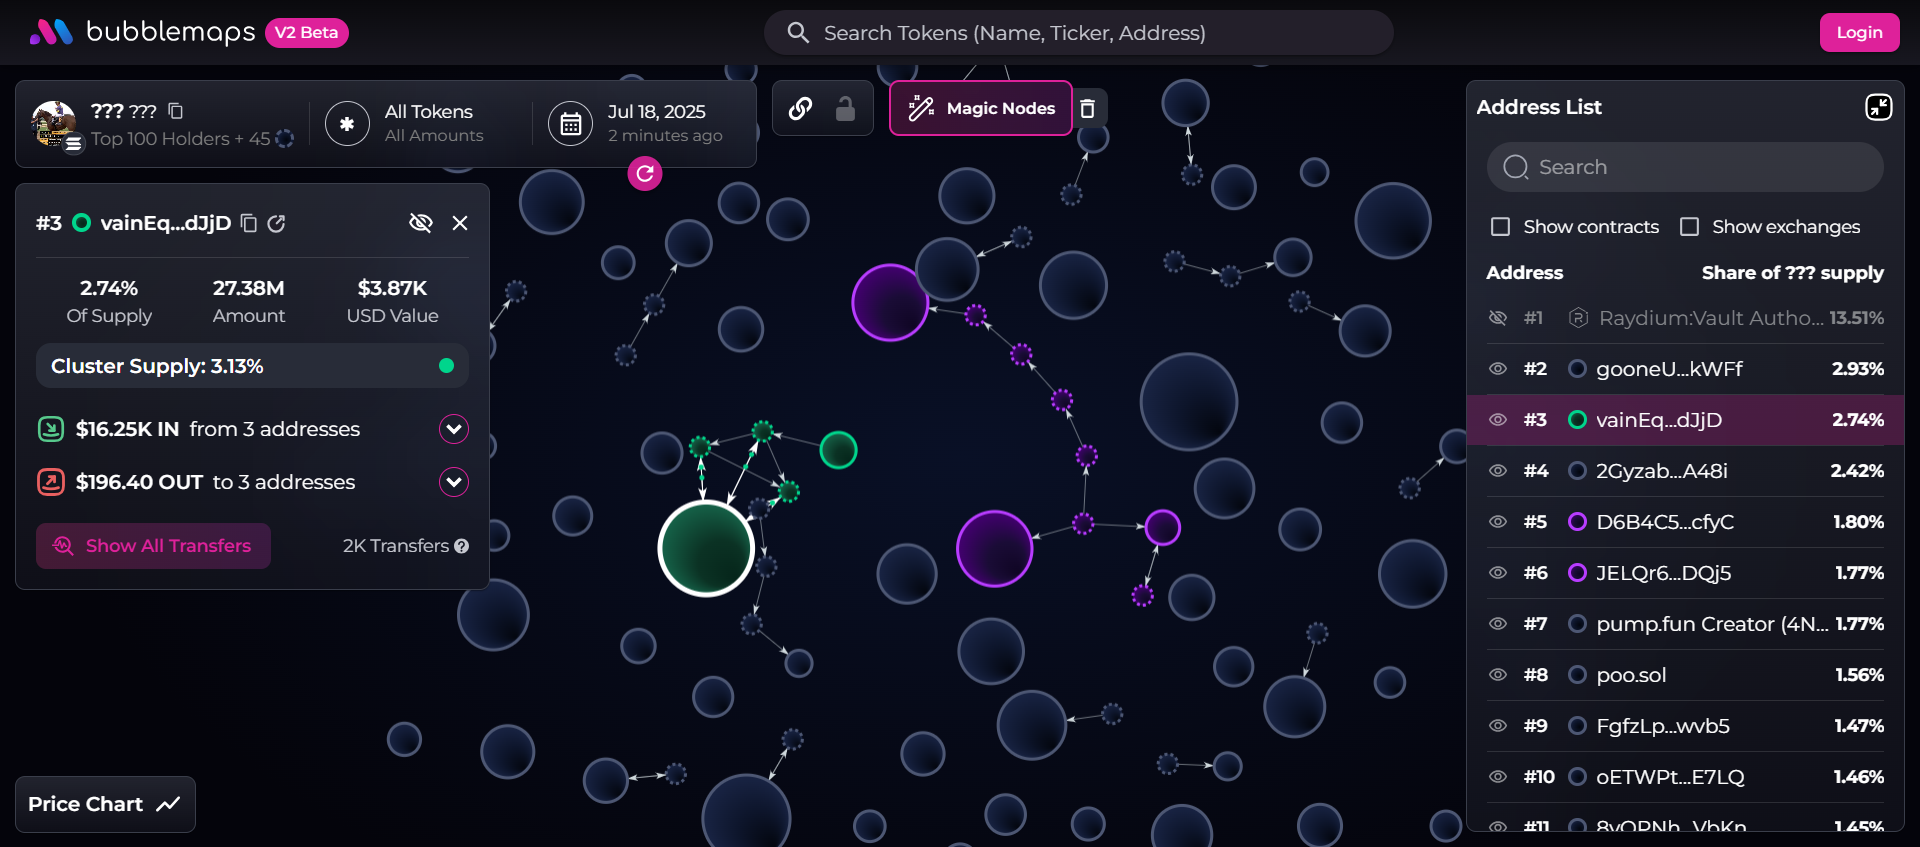 bubblemaps V2 Beta
Search Tokens (Name, Ticker, Address)
Login
??? ???
Top 100 Holders + 45
All Tokens
All Amounts
Jul 18, 2025
2 minutes ago
Magic Nodes
#3 vainEq...dJjD
2.74% 27.38M $3.87K
Of Supply Amount USD Value
Cluster Supply: 3.13%
$16.25K IN from 3 addresses
$196.40 OUT to 3 addresses
Show All Transfers 2K Transfers
Price Chart
Address List
Search
Show contracts Show exchanges
Address Share of ??? supply
#1 Raydium:Vault Autho... 13.51%
#2 gooneU...kWFf 2.93%
#3 vainEq...dJjD 2.74%
#4 2Gyzab...A48i 2.42%
#5 D6B4C5...cfyC 1.80%
#6 JELQr6...DQj5 1.77%
#7 pump.fun Creator (4N... 1.77%
#8 poo.sol 1.56%
#9 FgfzLp...wvb5 1.47%
#10 oETWPt...E7LQ 1.46%
#11 1.45%